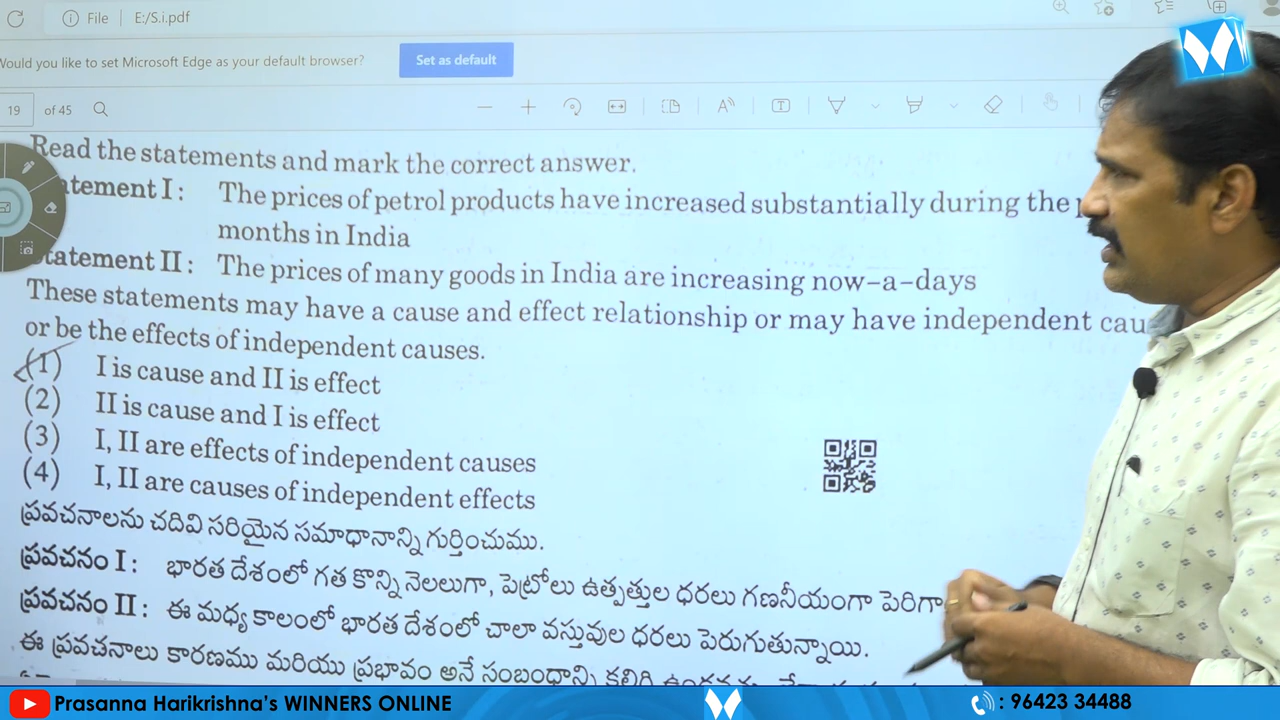 File E:/S.i.pdf
Would you like to set Microsoft Edge as your default browser? Set as default
19 of 45
Read the statements and mark the correct answer.
Statement I : The prices of petrol products have increased substantially during the
months in India
Statement II : The prices of many goods in India are increasing now-a-days
These statements may have a cause and effect relationship or may have independent
or be the effects of independent causes.
(1) I is cause and II is effect
(2) II is cause and I is effect
(3) I, II are effects of independent causes
(4) I, II are causes of independent effects
ప్రవచనాలను చదివి సరియైన సమాధానాన్ని గుర్తించుము.
ప్రవచనం I : భారత దేశంలో గత కొన్ని నెలలుగా, పెట్రోలు ఉత్పత్తుల ధరలు గణనీయంగా
ప్రవచనం II : ఈ మధ్య కాలంలో భారత దేశంలో చాలా వస్తువుల ధరలు పెరుగుతున్నాయి.
ఈ ప్రవచనాలు కారణము మరియు ప్రభావం అనే సంబంధాన్ని
Prasanna Harikrishna's WINNERS ONLINE : 96423 34488